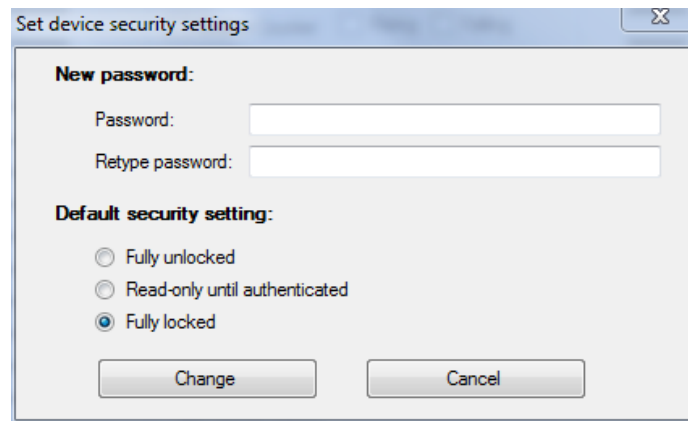 Set device security settings
New password:
Password:
Retype password:
Default security setting:
Fully unlocked
Read-only until authenticated
Fully locked
Change
Cancel